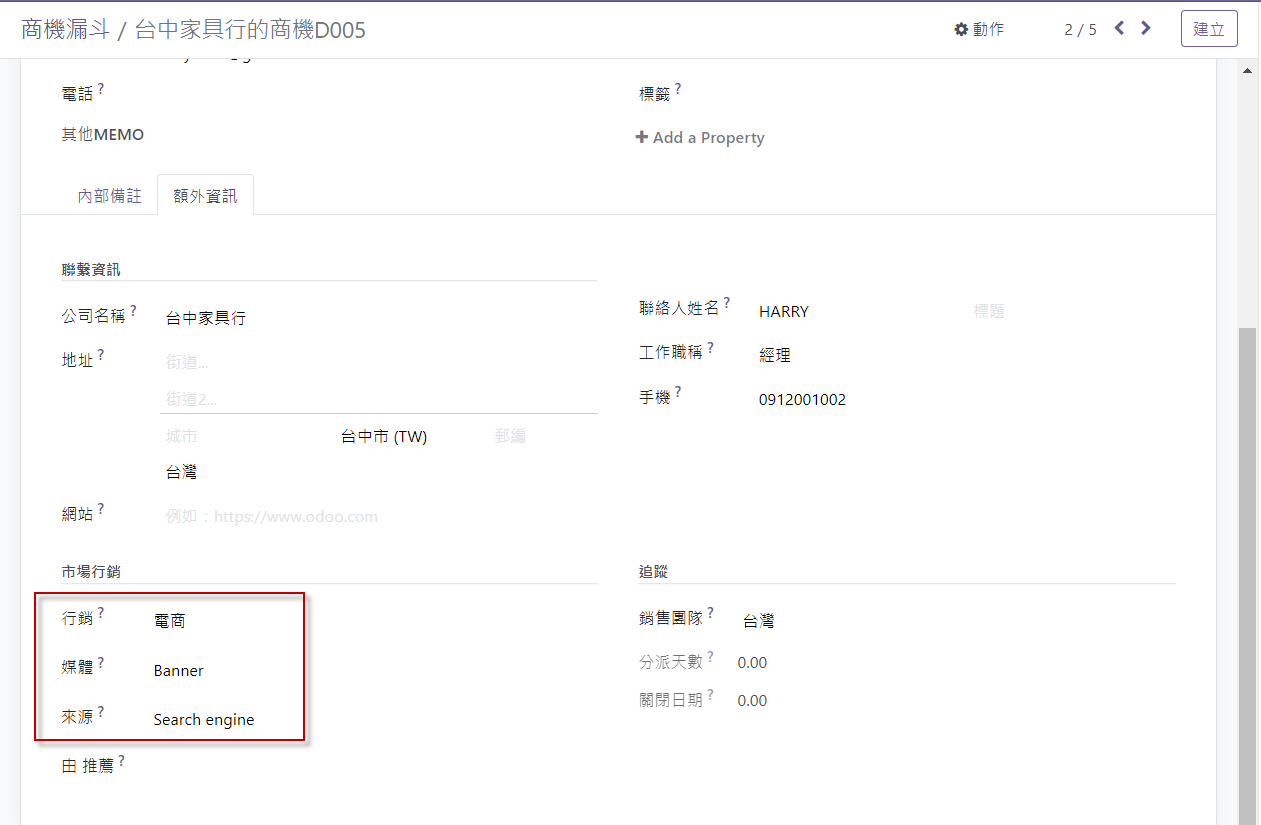 商機漏斗 / 台中家具行的商機D005
動作
2 / 5
建立
電話 ?
標籤 ?
其他MEMO
Add a Property
內部備註
額外資訊
聯繫資訊
公司名稱 ? 台中家具行
聯絡人姓名 ? HARRY 標題
地址 ? 街道...
工作職稱 ? 經理
街道2...
手機 ? 0912001002
城市 台中市 (TW) 郵編
台灣
網站 ? 例如：https://www.odoo.com
市場行銷
追蹤
行銷 ? 電商
銷售團隊 ? 台灣
媒體 ? Banner
分派天數 ? 0.00
來源 ? Search engine
關閉日期 ? 0.00
由 推薦 ?